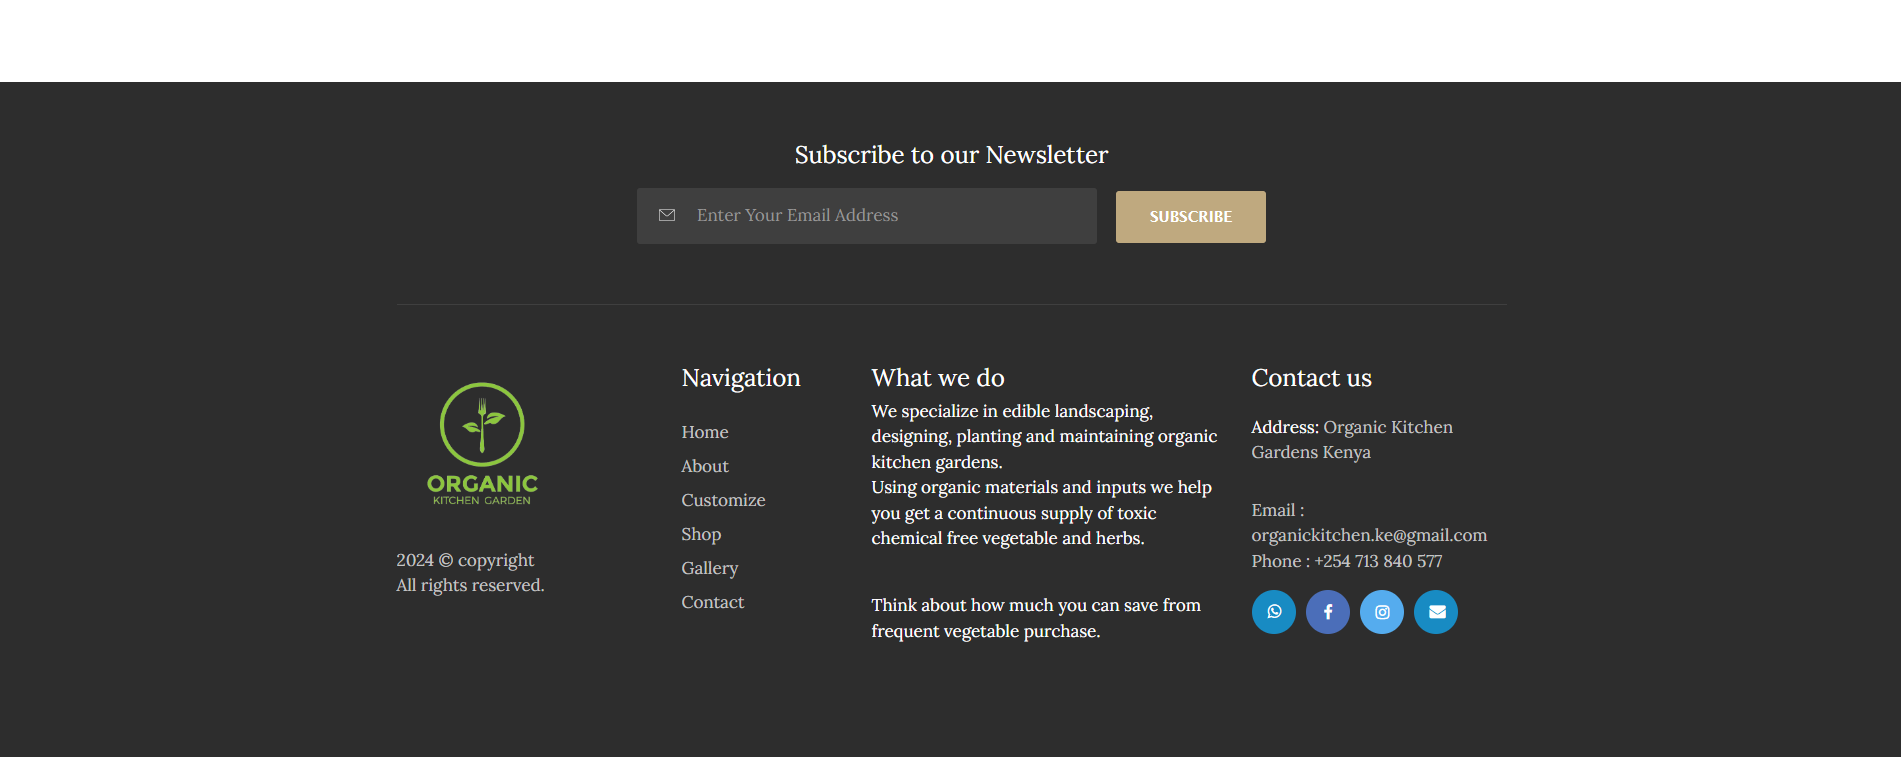 Subscribe to our Newsletter
Enter Your Email Address
SUBSCRIBE
ORGANIC
KITCHEN GARDEN
2024 © copyright
All rights reserved.
Navigation
Home
About
Customize
Shop
Gallery
Contact
What we do
We specialize in edible landscaping,
designing, planting and maintaining organic
kitchen gardens.
Using organic materials and inputs we help
you get a continuous supply of toxic
chemical free vegetable and herbs.
Think about how much you can save from
frequent vegetable purchase.
Contact us
Address: Organic Kitchen
Gardens Kenya
Email :
organickitchen.ke@gmail.com
Phone : +254 713 840 577